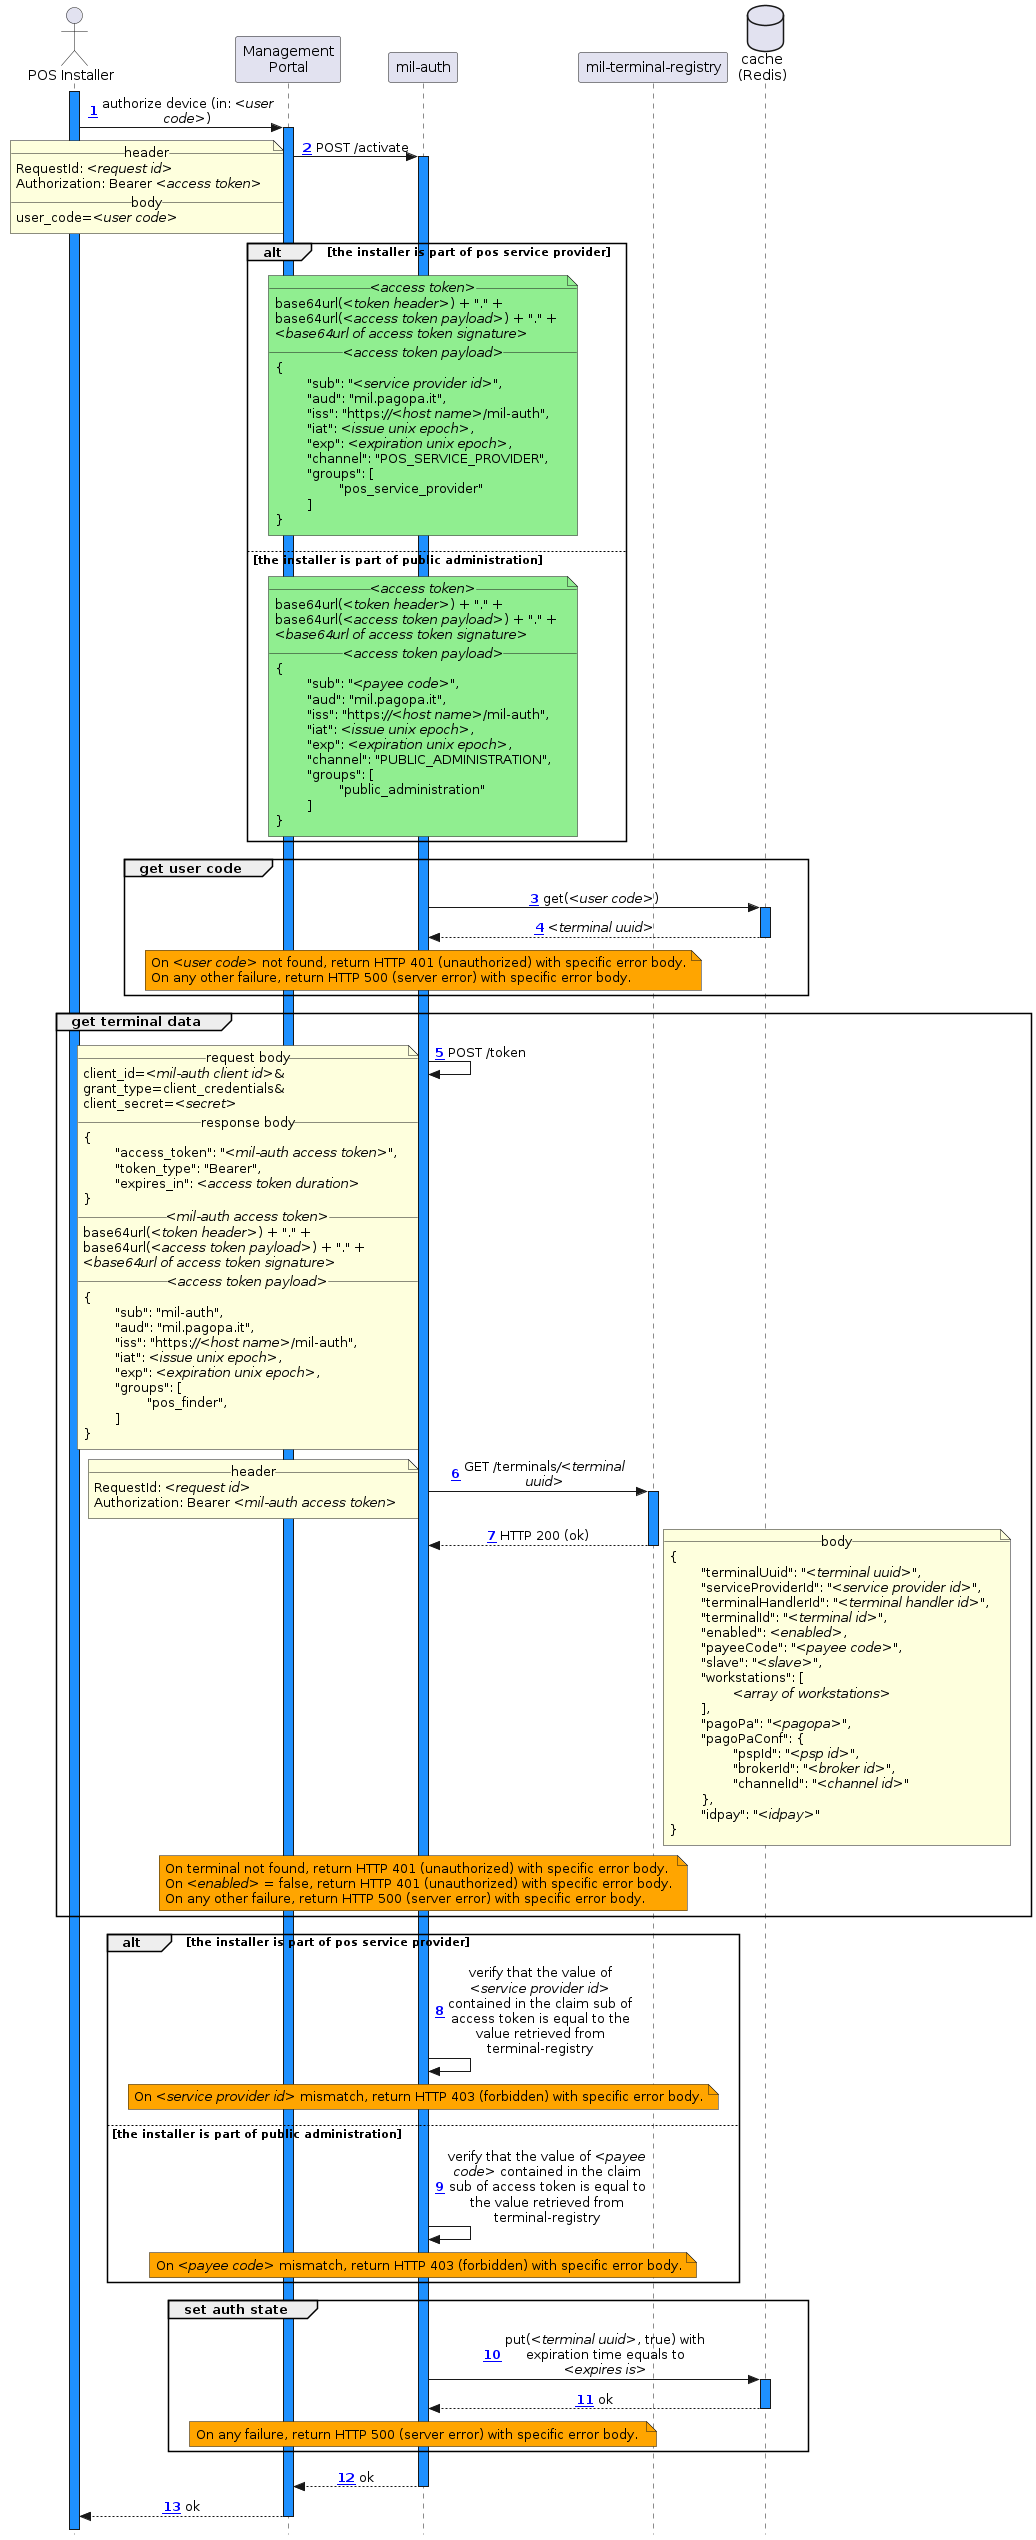 POS Installer
Management
Portal
mil-auth
mil-terminal-registry
cache
(Redis)
1 authorize device (in: <user
code>)
2 POST /activate
header
RequestId: <request id>
Authorization: Bearer <access token>
body
user_code=<user code>
alt [the installer is part of pos service provider]
<access token>
base64url(<token header>) + "." +
base64url(<access token payload>) + "." +
<base64url of access token signature>
<access token payload>
{
"sub": "<service provider id>",
"aud": "mil.pagopa.it",
"iss": "https://<host name>/mil-auth",
"iat": <issue unix epoch>,
"exp": <expiration unix epoch>,
"channel": "POS_SERVICE_PROVIDER",
"groups": [
"pos_service_provider"
]
}
[the installer is part of public administration]
<access token>
base64url(<token header>) + "." +
base64url(<access token payload>) + "." +
<base64url of access token signature>
<access token payload>
{
"sub": "<payee code>",
"aud": "mil.pagopa.it",
"iss": "https://<host name>/mil-auth",
"iat": <issue unix epoch>,
"exp": <expiration unix epoch>,
"channel": "PUBLIC_ADMINISTRATION",
"groups": [
"public_administration"
]
}
get user code
3 get(<user code>)
4 <terminal uuid>
On <user code> not found, return HTTP 401 (unauthorized) with specific error body.
On any other failure, return HTTP 500 (server error) with specific error body.
get terminal data
5 POST /token
request body
client_id=<mil-auth client id>&
grant_type=client_credentials&
client_secret=<secret>
response body
{
"access_token": "<mil-auth access token>",
"token_type": "Bearer",
"expires_in": <access token duration>
}
<mil-auth access token>
base64url(<token header>) + "." +
base64url(<access token payload>) + "." +
<base64url of access token signature>
<access token payload>
{
"sub": "mil-auth",
"aud": "mil.pagopa.it",
"iss": "https://<host name>/mil-auth",
"iat": <issue unix epoch>,
"exp": <expiration unix epoch>,
"groups": [
"pos_finder",
]
}
6 GET /terminals/<terminal
uuid>
header
RequestId: <request id>
Authorization: Bearer <mil-auth access token>
7 HTTP 200 (ok)
body
{
"terminalUuid": "<terminal uuid>",
"serviceProviderId": "<service provider id>",
"terminalHandlerId": "<terminal handler id>",
"terminalId": "<terminal id>",
"enabled": <enabled>,
"payeeCode": "<payee code>",
"slave": "<slave>",
"workstations": [
<array of workstations>
],
"pagoPa": "<pagopa>",
"pagoPaConf": {
"pspId": "<psp id>",
"brokerId": "<broker id>",
"channelId": "<channel id>"
},
"idpay": "<idpay>"
}
On terminal not found, return HTTP 401 (unauthorized) with specific error body.
On <enabled> = false, return HTTP 401 (unauthorized) with specific error body.
On any other failure, return HTTP 500 (server error) with specific error body.
alt [the installer is part of pos service provider]
verify that the value of
<service provider id>
8 contained in the claim sub of
access token is equal to the
value retrieved from
terminal-registry
On <service provider id> mismatch, return HTTP 403 (forbidden) with specific error body.
[the installer is part of public administration]
verify that the value of <payee
code> contained in the claim
9 sub of access token is equal to
the value retrieved from
terminal-registry
On <payee code> mismatch, return HTTP 403 (forbidden) with specific error body.
set auth state
put(<terminal uuid>, true) with
10 expiration time equals to
<expires is>
11 ok
On any failure, return HTTP 500 (server error) with specific error body.
12 ok
13 ok